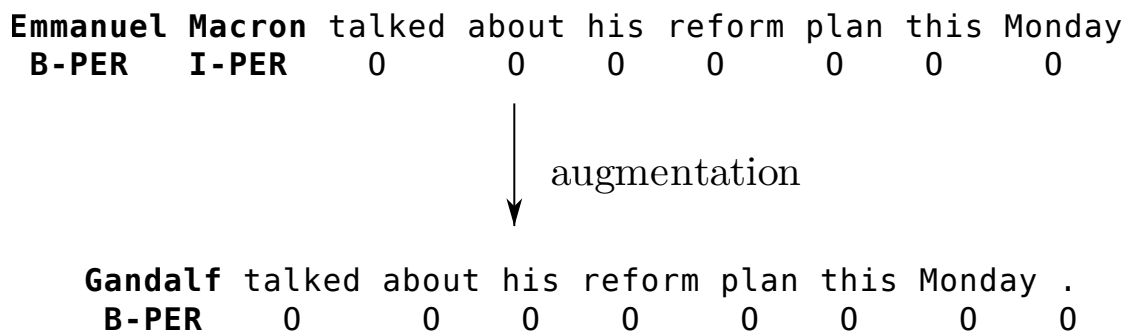 Emmanuel Macron talked about his reform plan this Monday
B-PER I-PER O O O O O O O
augmentation
Gandalf talked about his reform plan this Monday .
B-PER O O O O O O O O